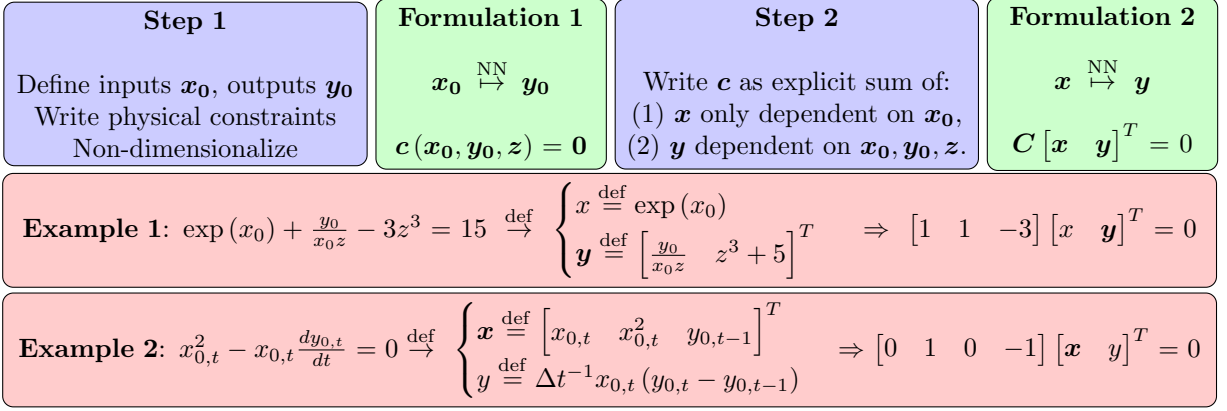 Step 1
Define inputs x₀, outputs y₀
Write physical constraints
Non-dimensionalize
Formulation 1
x₀ NN ↦ y₀
c (x₀, y₀, z) = 0
Step 2
Write c as explicit sum of:
(1) x only dependent on x₀,
(2) y dependent on x₀, y₀, z.
Formulation 2
x NN ↦ y
C [x y]ᵀ = 0
Example 1: exp (x₀) + y₀/(x₀z) − 3z³ = 15 def → { x def = exp (x₀)
y def = [y₀/(x₀z) z³ + 5]ᵀ ⇒ [1 1 −3] [x y]ᵀ = 0
Example 2: x²₀,ₜ − x₀,ₜ dy₀,ₜ/dt = 0 def → { x def = [x₀,ₜ x²₀,ₜ y₀,ₜ₋₁]ᵀ
y def = Δt⁻¹x₀,ₜ (y₀,ₜ − y₀,ₜ₋₁) ⇒ [0 1 0 −1] [x y]ᵀ = 0